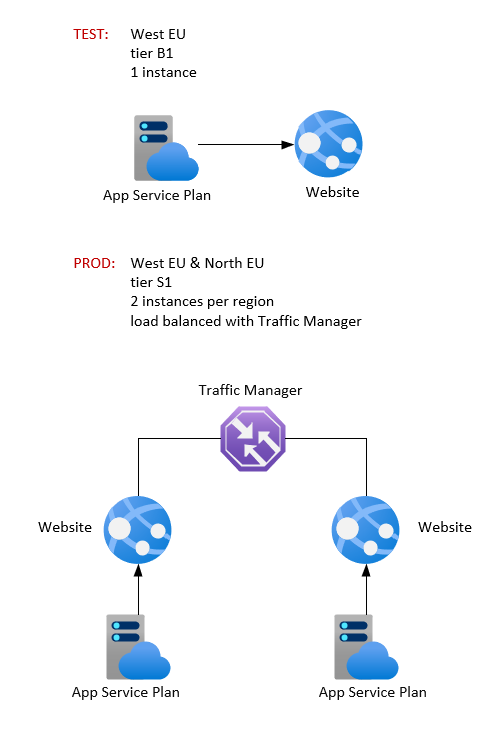 TEST: West EU
tier B1
1 instance
App Service Plan
Website
PROD: West EU & North EU
tier S1
2 instances per region
load balanced with Traffic Manager
Traffic Manager
Website
Website
App Service Plan
App Service Plan